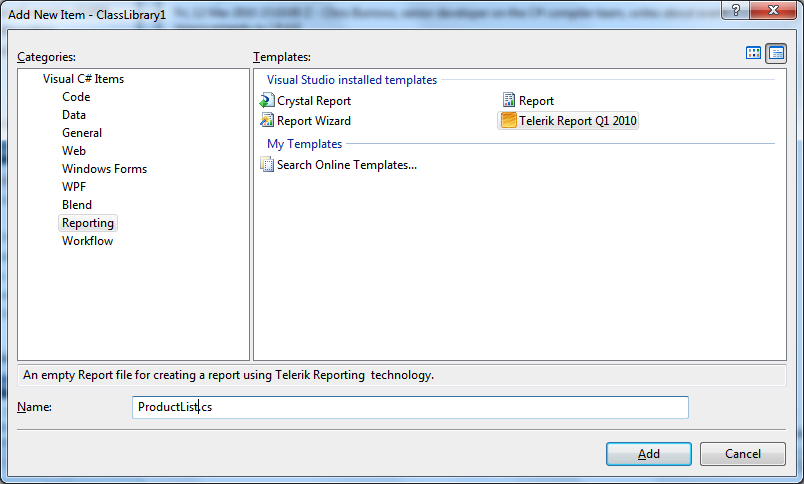 Add New Item - ClassLibrary1
Categories:
Templates:
Visual C# Items
Code
Data
General
Web
Windows Forms
WPF
Blend
Reporting
Workflow
Visual Studio installed templates
Crystal Report
Report
Report Wizard
Telerik Report Q1 2010
My Templates
Search Online Templates...
An empty Report file for creating a report using Telerik Reporting technology.
Name:
ProductList.cs
Add
Cancel